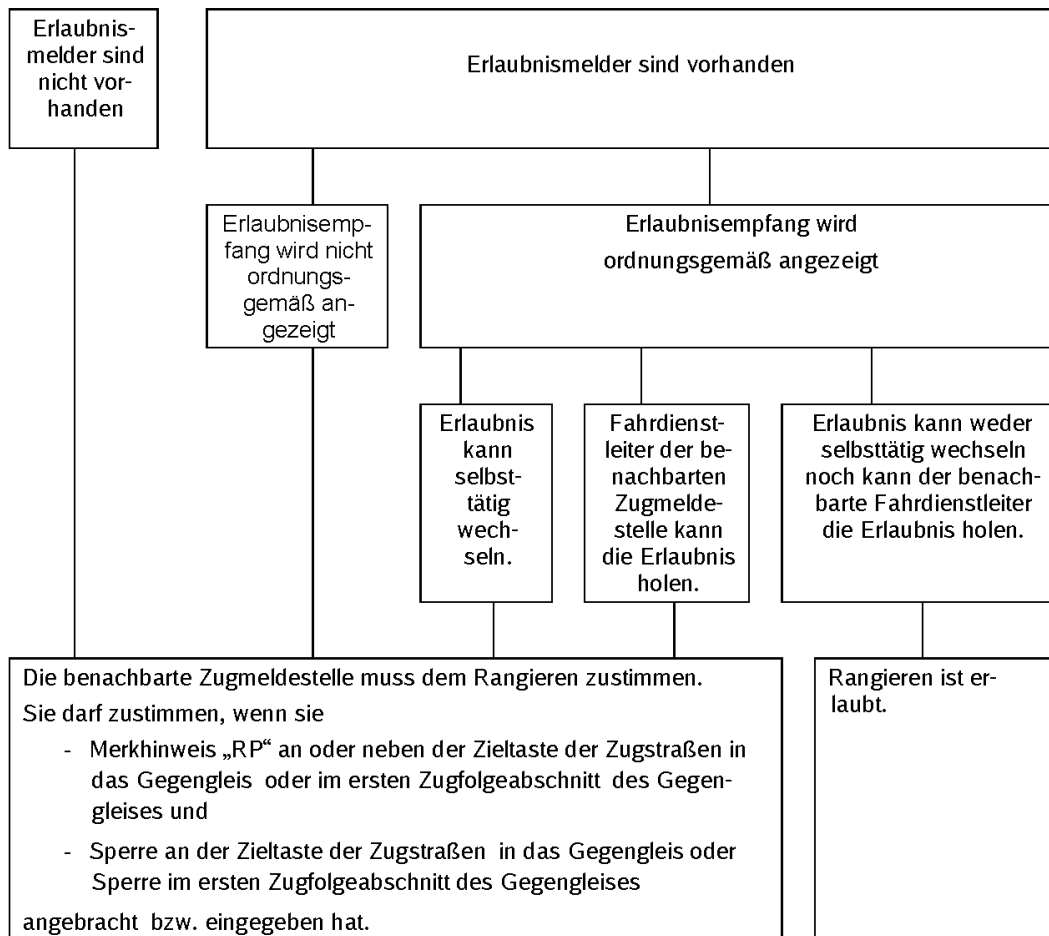 Erlaubnis-
melder sind
nicht vor-
handen
Erlaubnismelder sind vorhanden
Erlaubnisemp-
fang wird nicht
ordnungs-
gemäß an-
gezeigt
Erlaubnisempfang wird
ordnungsgemäß angezeigt
Erlaubnis
kann
selbst-
tätig
wech-
seln.
Fahrdienst-
leiter der be-
nachbarten
Zugmelde-
stelle kann
die Erlaubnis
holen.
Erlaubnis kann weder
selbsttätig wechseln
noch kann der benach-
barte Fahrdienstleiter
die Erlaubnis holen.
Die benachbarte Zugmeldestelle muss dem Rangieren zustimmen.
Sie darf zustimmen, wenn sie
- Merkhinweis „RP“ an oder neben der Zieltaste der Zugstraßen in
das Gegengleis oder im ersten Zugfolgeabschnitt des Gegen-
gleises und
- Sperre an der Zieltaste der Zugstraßen in das Gegengleis oder
Sperre im ersten Zugfolgeabschnitt des Gegengleises
angebracht bzw. eingegeben hat.
Rangieren ist er-
laubt.